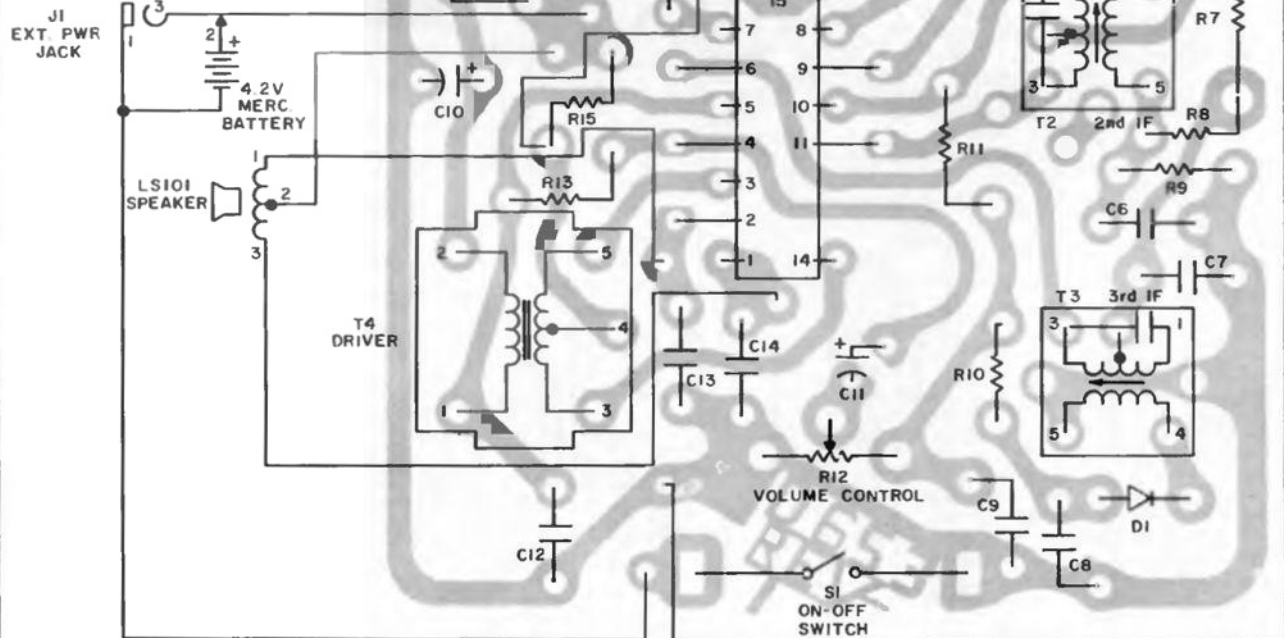 J1
EXT. PWR
JACK
3
1
2
+
4.2V
MERC.
BATTERY
C10
+
R15
15
7
8
6
9
5
10
4
11
3
2
1
14
R11
3
5
T2 2nd IF
R7
R8
R9
C6
C7
LS101
SPEAKER
1
2
3
R13
T4
DRIVER
2
5
4
1
3
C13
C14
+
C11
R10
T3 3rd IF
3
1
5
4
R12
VOLUME CONTROL
C9
C8
D1
C12
S1
ON-OFF
SWITCH